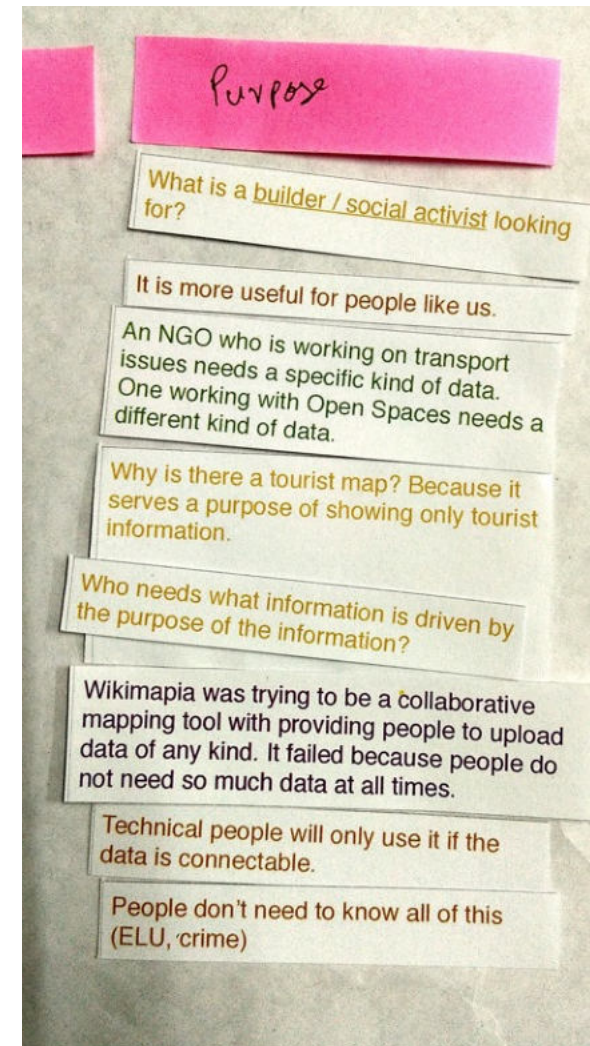 Purpose
What is a builder / social activist looking
for?
It is more useful for people like us.
An NGO who is working on transport
issues needs a specific kind of data.
One working with Open Spaces needs a
different kind of data.
Why is there a tourist map? Because it
serves a purpose of showing only tourist
information.
Who needs what information is driven by
the purpose of the information?
Wikimapia was trying to be a collaborative
mapping tool with providing people to upload
data of any kind. It failed because people do
not need so much data at all times.
Technical people will only use it if the
data is connectable.
People don't need to know all of this
(ELU, crime)